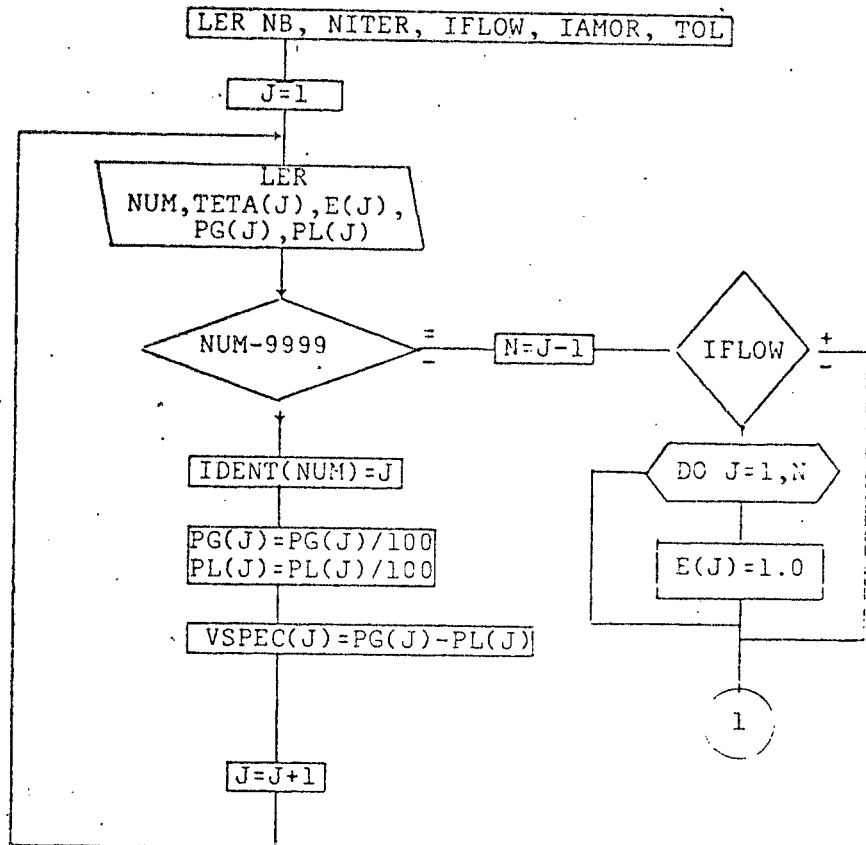 LER NB, NITER, IFLOW, IAMOR, TOL
J=1
LER
NUM,TETA(J),E(J),
PG(J),PL(J)
NUM-9999
=
N=J-1
IFLOW
+
-
IDENT(NUM)=J
PG(J)=PG(J)/100
PL(J)=PL(J)/100
VSPEC(J)=PG(J)-PL(J)
J=J+1
DO J=1,N
E(J)=1.0
1